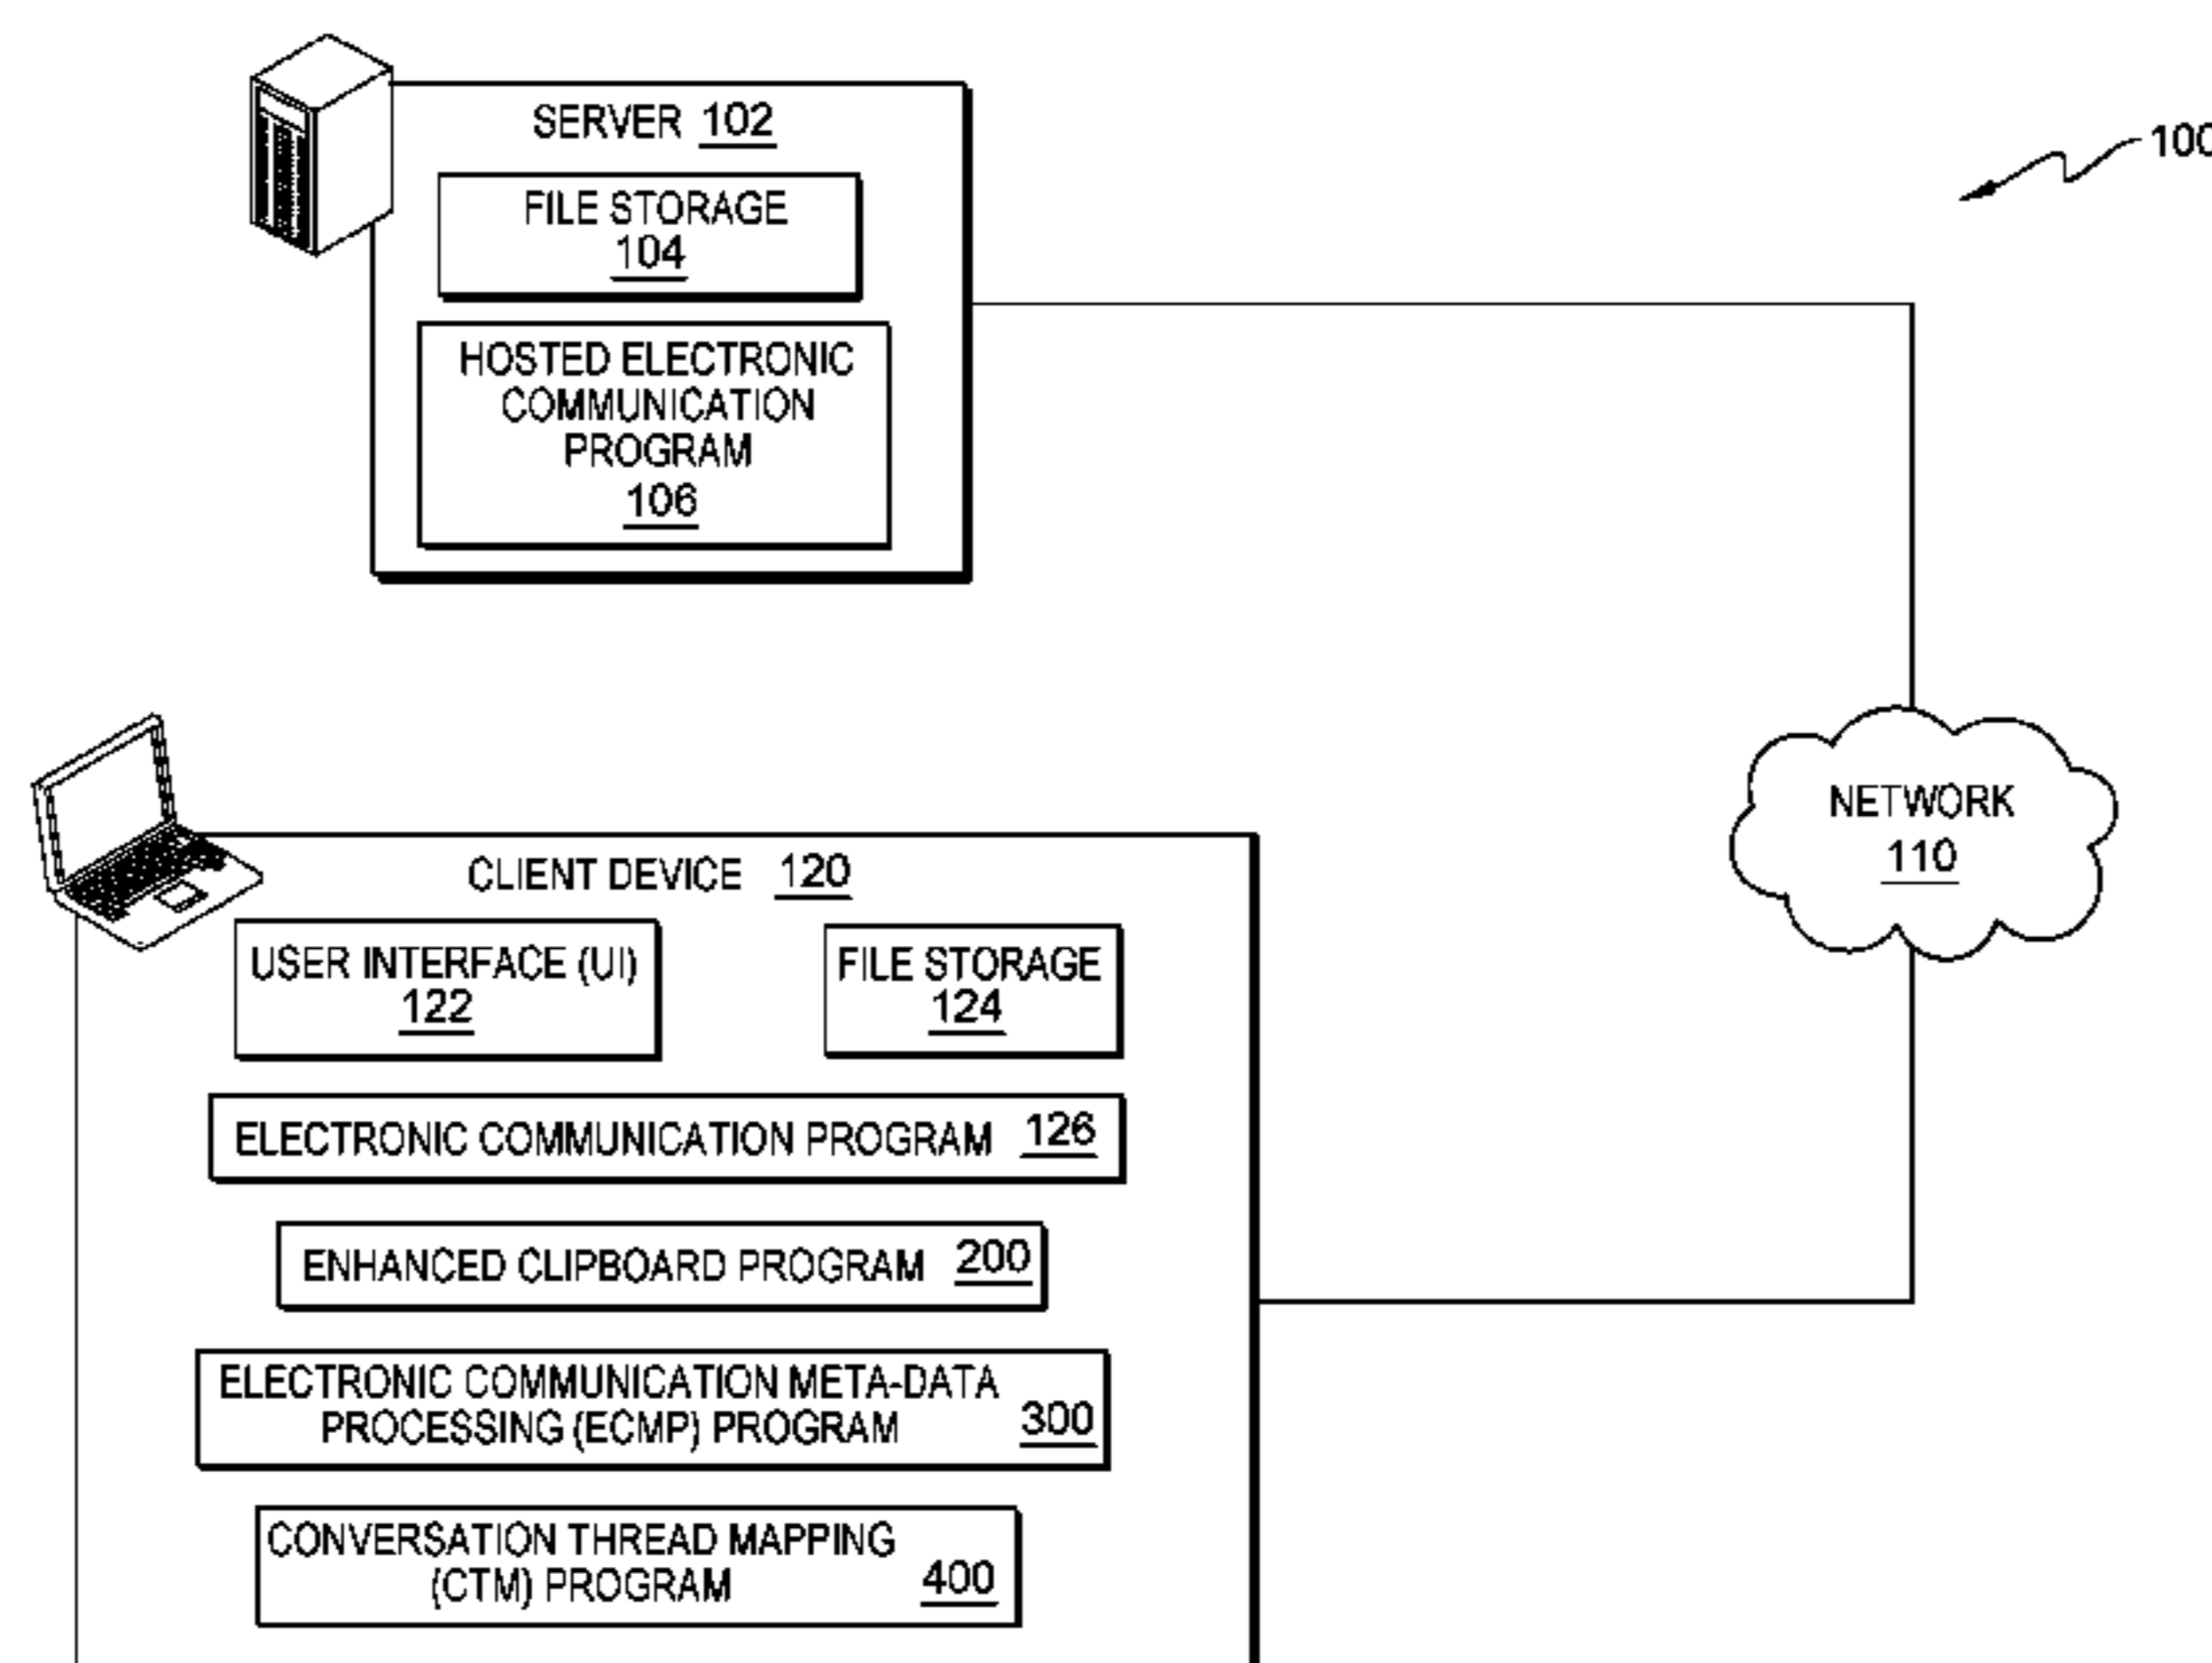 SERVER 102
FILE STORAGE
104
HOSTED ELECTRONIC
COMMUNICATION
PROGRAM
106
100
NETWORK
110
CLIENT DEVICE 120
USER INTERFACE (UI)
122
FILE STORAGE
124
ELECTRONIC COMMUNICATION PROGRAM 126
ENHANCED CLIPBOARD PROGRAM 200
ELECTRONIC COMMUNICATION META-DATA
PROCESSING (ECMP) PROGRAM 300
CONVERSATION THREAD MAPPING
(CTM) PROGRAM 400